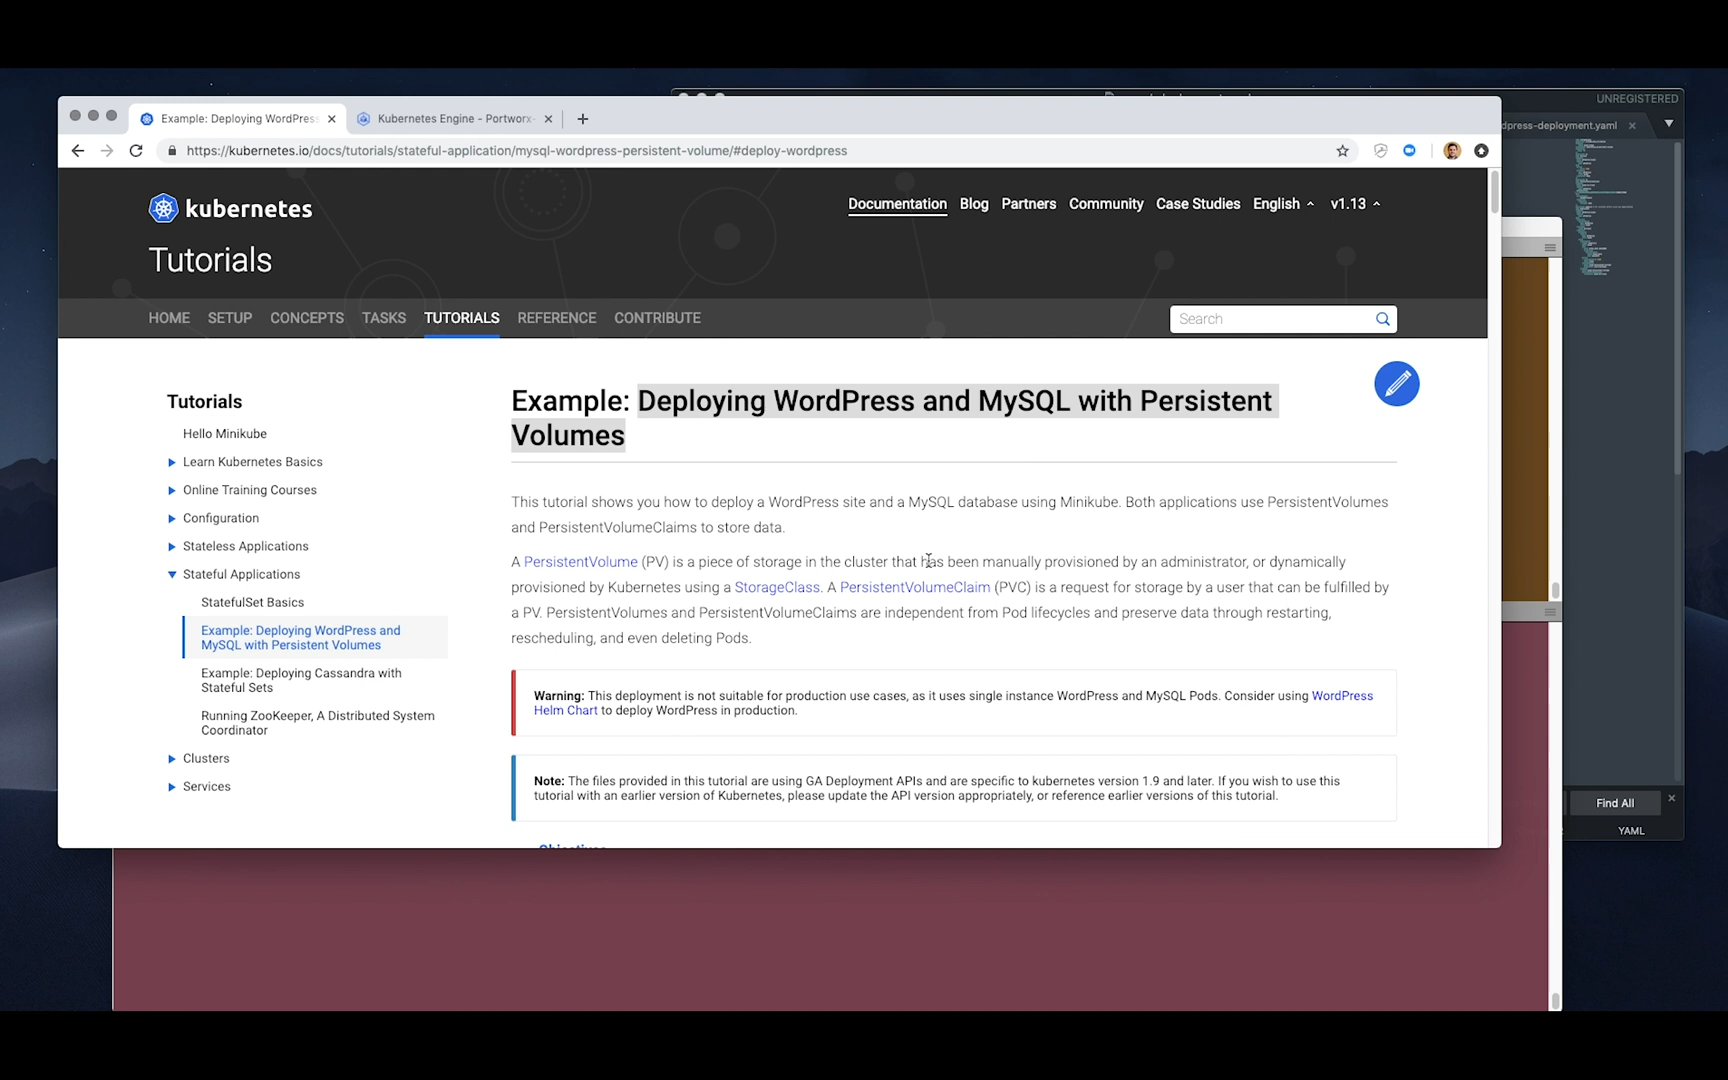 UNREGISTERED
Example: Deploying WordPress
Kubernetes Engine - Portworx-
dpress-deployment.yaml
https://kubernetes.io/docs/tutorials/stateful-application/mysql-wordpress-persistent-volume/#deploy-wordpress
kubernetes
Documentation Blog Partners Community Case Studies English v1.13
Tutorials
HOME SETUP CONCEPTS TASKS TUTORIALS REFERENCE CONTRIBUTE
Search
Tutorials
Hello Minikube
Learn Kubernetes Basics
Online Training Courses
Configuration
Stateless Applications
Stateful Applications
StatefulSet Basics
Example: Deploying WordPress and
MySQL with Persistent Volumes
Example: Deploying Cassandra with
Stateful Sets
Running ZooKeeper, A Distributed System
Coordinator
Clusters
Services
Example: Deploying WordPress and MySQL with Persistent
Volumes
This tutorial shows you how to deploy a WordPress site and a MySQL database using Minikube. Both applications use PersistentVolumes
and PersistentVolumeClaims to store data.
A PersistentVolume (PV) is a piece of storage in the cluster that has been manually provisioned by an administrator, or dynamically
provisioned by Kubernetes using a StorageClass. A PersistentVolumeClaim (PVC) is a request for storage by a user that can be fulfilled by
a PV. PersistentVolumes and PersistentVolumeClaims are independent from Pod lifecycles and preserve data through restarting,
rescheduling, and even deleting Pods.
Warning: This deployment is not suitable for production use cases, as it uses single instance WordPress and MySQL Pods. Consider using WordPress
Helm Chart to deploy WordPress in production.
Note: The files provided in this tutorial are using GA Deployment APIs and are specific to kubernetes version 1.9 and later. If you wish to use this
tutorial with an earlier version of Kubernetes, please update the API version appropriately, or reference earlier versions of this tutorial.
Objectives
Find All
YAML